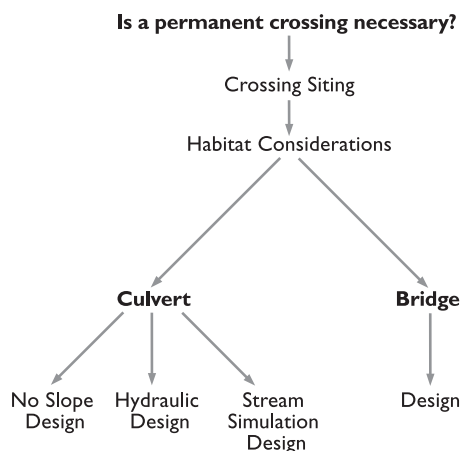 Is a permanent crossing necessary?
Crossing Siting
Habitat Considerations
Culvert
Bridge
No Slope
Design
Hydraulic
Design
Stream
Simulation
Design
Design